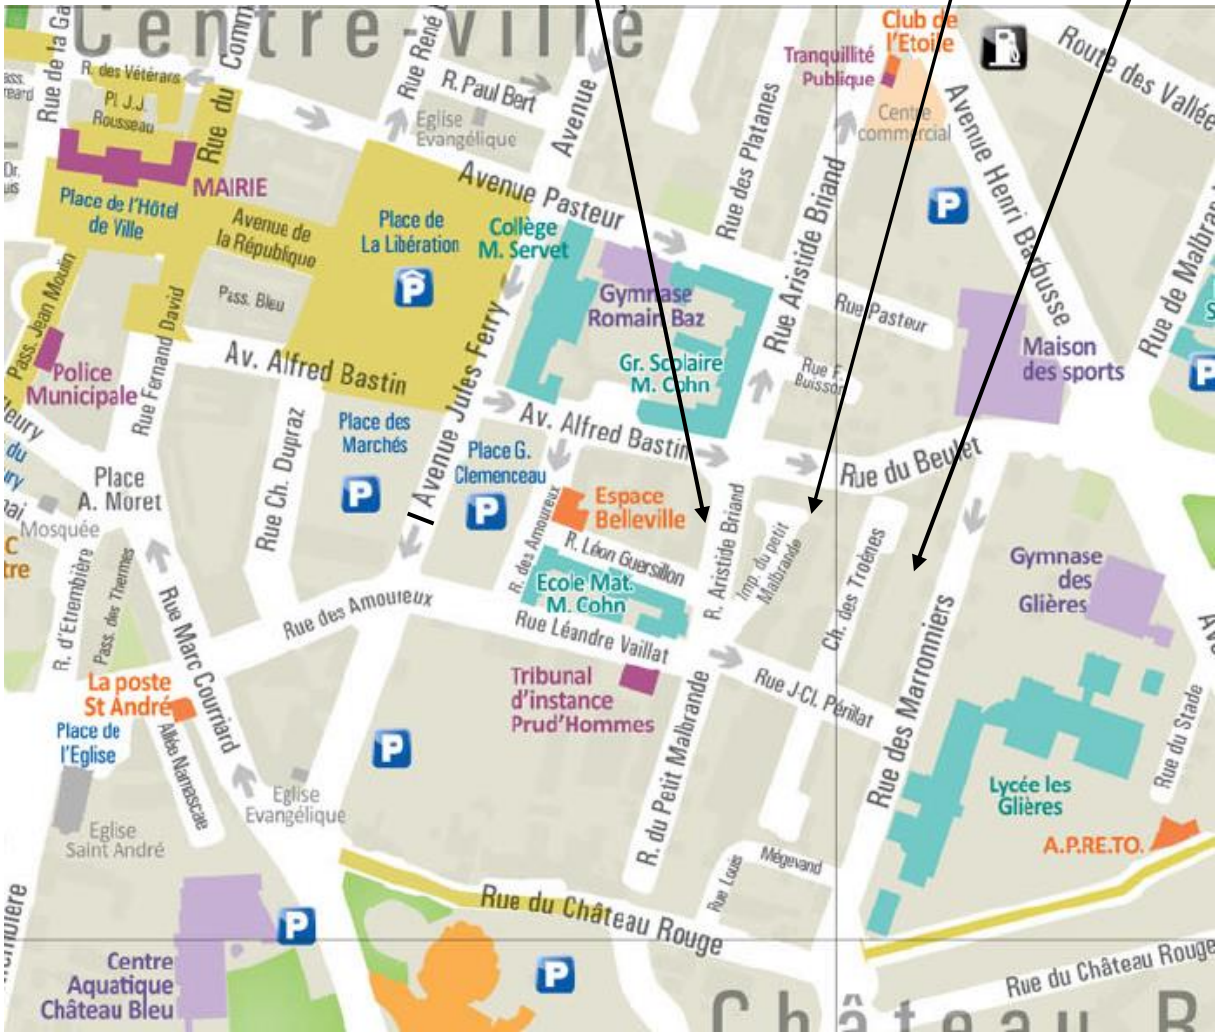 Centre-ville
Rue de la Ga
R. des Vétérans
Rue du Comm
Pl. J.J.
Rousseau
Rue René
R. Paul Bert
Eglise
Evangélique
Avenue
Tranquillité
Publique
Club de
l'Etoile
Centre
commercial
Route des Vallée
Avenue Henri Barbusse
MAIRIE
Place de l'Hôtel
de Ville
Avenue de
la République
Place de
La Libération
P
Avenue Pasteur
Collège
M. Servet
Rue des Platanes
Rue Aristide Briand
P
Rue de Malbran
Gymnase
Romain Baz
Rue Pasteur
Pass. Jean Moulin
Pass. Bleu
Rue Fernand David
Police
Municipale
Av. Alfred Bastin
Avenue Jules Ferry
Gr. Scolaire
M. Cohn
Rue F.
Buisson
Maison
des sports
P
S
leury
du
ury
nai
Place
A. Moret
Mosquée
C
tre
Rue Ch. Dupraz
Place des
Marchés
P
Place G.
Clemenceau
P
Av. Alfred Bastin
Rue du Beulet
R. des Amoureux
Espace
Belleville
R. Léon Guersillon
R. Aristide Briand
Imp. du petit
Malbrande
Ch. des Troènes
Gymnase
des
Glières
R. d'Etrembière
Pass. des Thermes
Rue Marc Courriard
Rue des Amoureux
Ecole Mat.
M. Cohn
Rue Léandre Vaillat
Rue des Marronniers
Ave
La poste
St André
Place de
l'Eglise
Allée Namascae
Tribunal
d'instance
Prud'Hommes
R. du Petit Malbrande
Rue J-Cl. Périlat
Rue du Stade
P
Eglise
Evangélique
Eglise
Saint André
Lycée les
Glières
A.P.RE.TO.
Mégevand
Rue Louis
Rue du Château Rouge
P
Centre
Aquatique
Château Bleu
P
Rue du Château Rouge
Château R